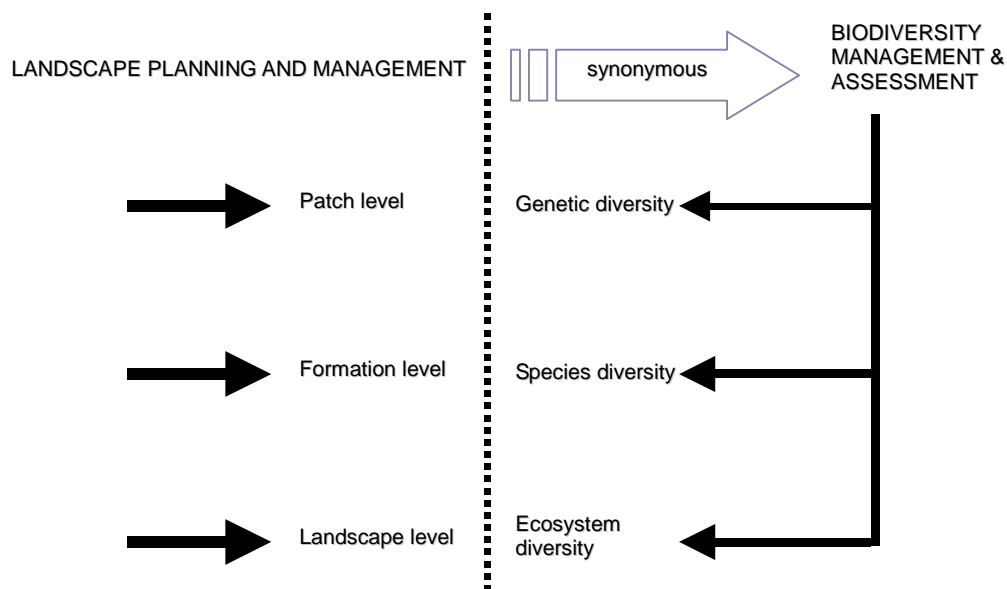 LANDSCAPE PLANNING AND MANAGEMENT
synonymous
BIODIVERSITY
MANAGEMENT &
ASSESSMENT
Patch level
Genetic diversity
Formation level
Species diversity
Landscape level
Ecosystem
diversity